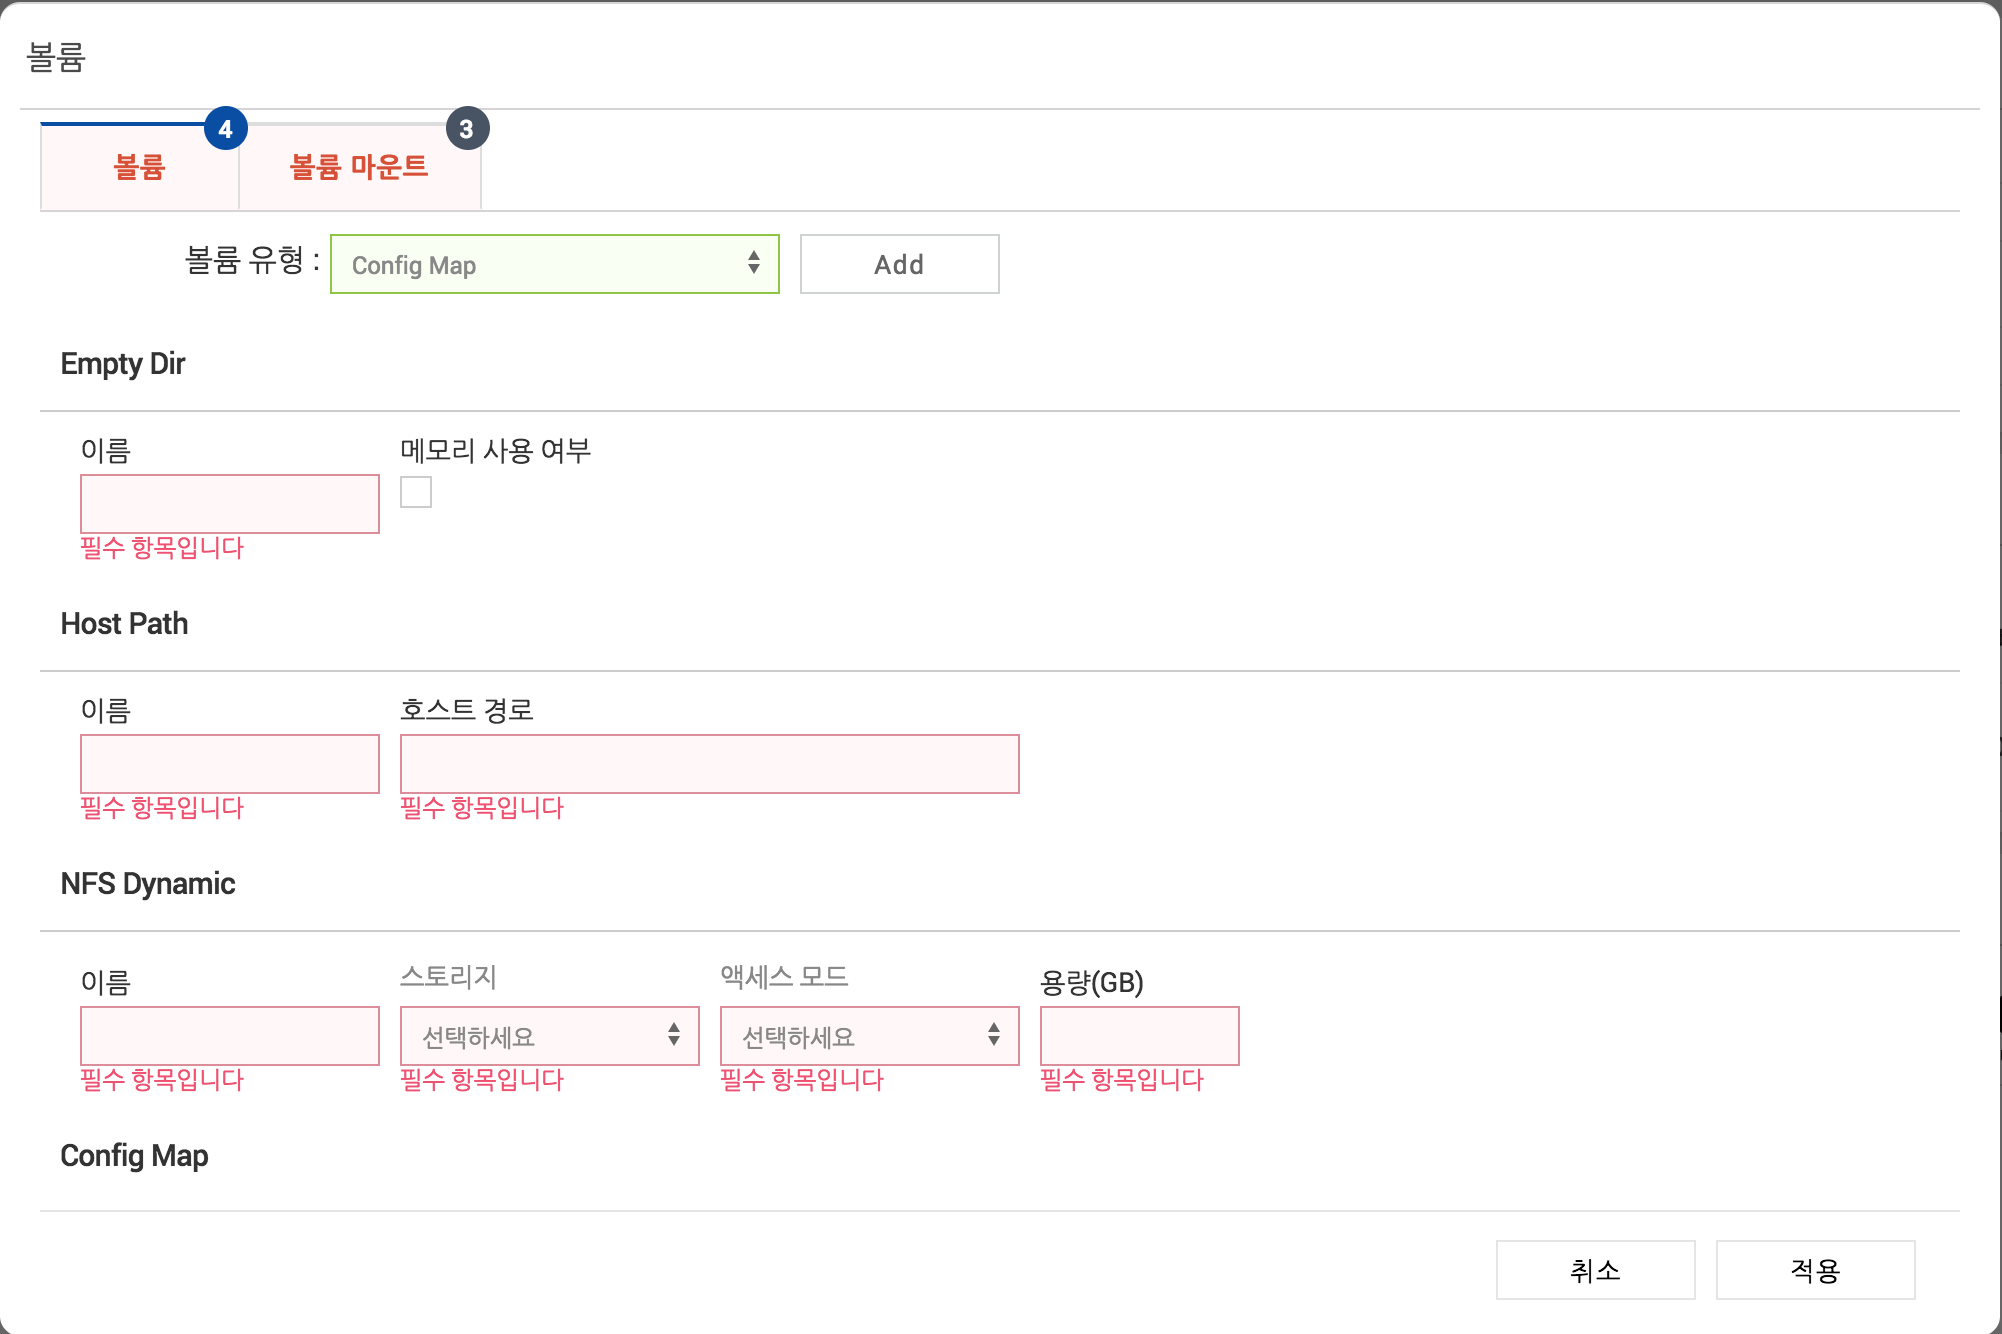 볼륨
볼륨 4 볼륨 마운트 3
볼륨 유형 : Config Map Add
Empty Dir
이름 메모리 사용 여부
필수 항목입니다
Host Path
이름 호스트 경로
필수 항목입니다 필수 항목입니다
NFS Dynamic
이름 스토리지 액세스 모드 용량(GB)
선택하세요 선택하세요
필수 항목입니다 필수 항목입니다 필수 항목입니다 필수 항목입니다
Config Map
취소 적용